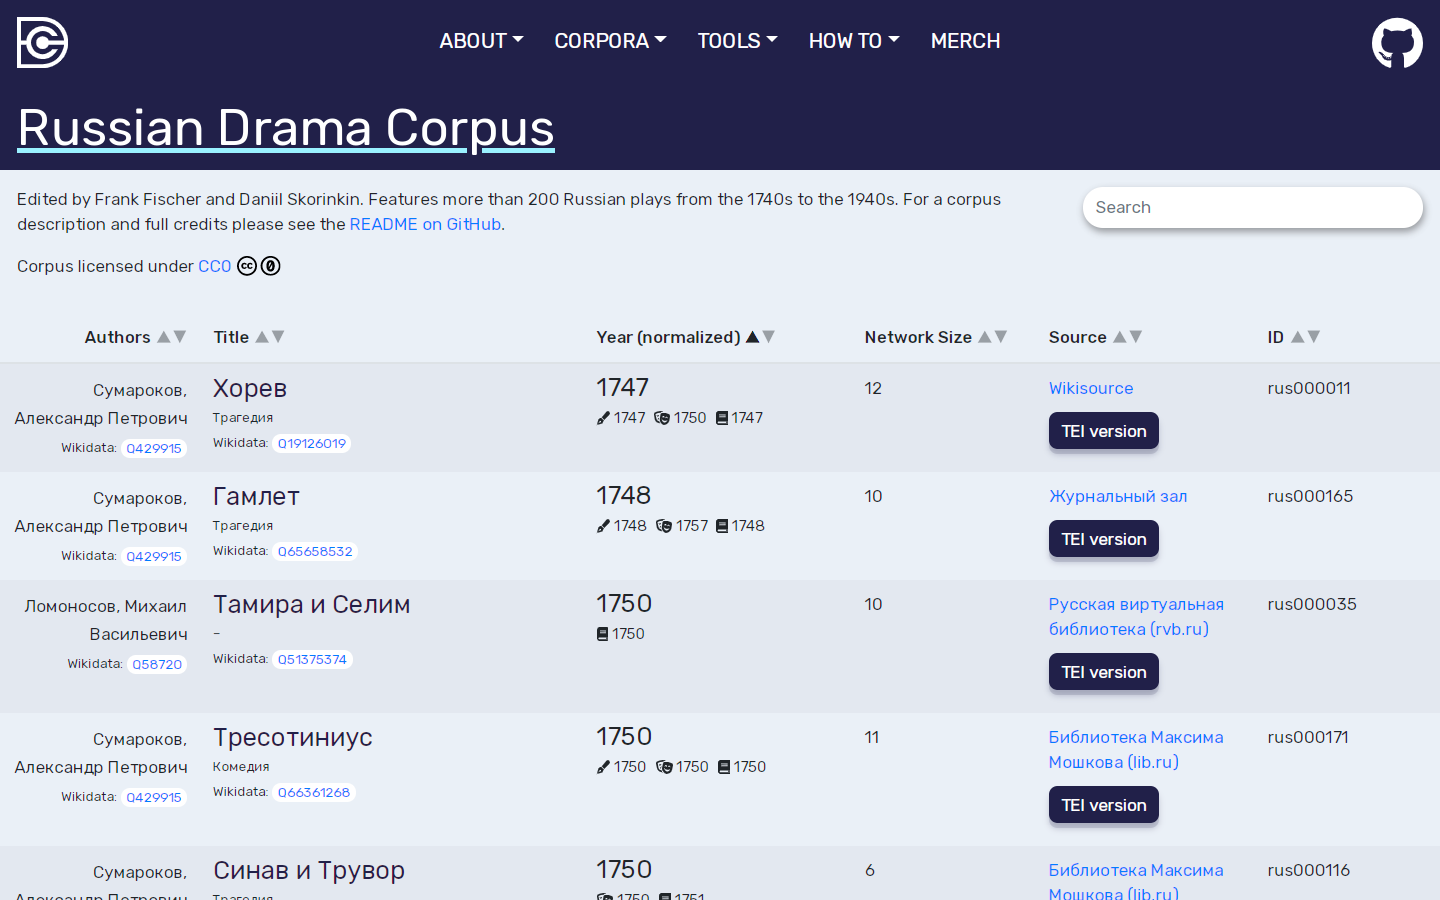 ABOUT CORPORA TOOLS HOW TO MERCH
Russian Drama Corpus
Edited by Frank Fischer and Daniil Skorinkin. Features more than 200 Russian plays from the 1740s to the 1940s. For a corpus
description and full credits please see the README on GitHub.
Search
Corpus licensed under CC0
Authors Title Year (normalized) Network Size Source ID
Сумароков,
Александр Петрович
Wikidata: Q429915
Хорев
Трагедия
Wikidata: Q19126019
1747
1747 1750 1747
12
Wikisource
TEI version
rus000011
Сумароков,
Александр Петрович
Wikidata: Q429915
Гамлет
Трагедия
Wikidata: Q65658532
1748
1748 1757 1748
10
Журнальный зал
TEI version
rus000165
Ломоносов, Михаил
Васильевич
Wikidata: Q58720
Тамира и Селим
–
Wikidata: Q51375374
1750
1750
10
Русская виртуальная
библиотека (rvb.ru)
TEI version
rus000035
Сумароков,
Александр Петрович
Wikidata: Q429915
Тресотиниус
Комедия
Wikidata: Q66361268
1750
1750 1750 1750
11
Библиотека Максима
Мошкова (lib.ru)
TEI version
rus000171
Сумароков,
Александр Петрович
Синав и Трувор
Трагедия
1750
1750 1751
6
Библиотека Максима
Мошкова (lib.ru)
rus000116